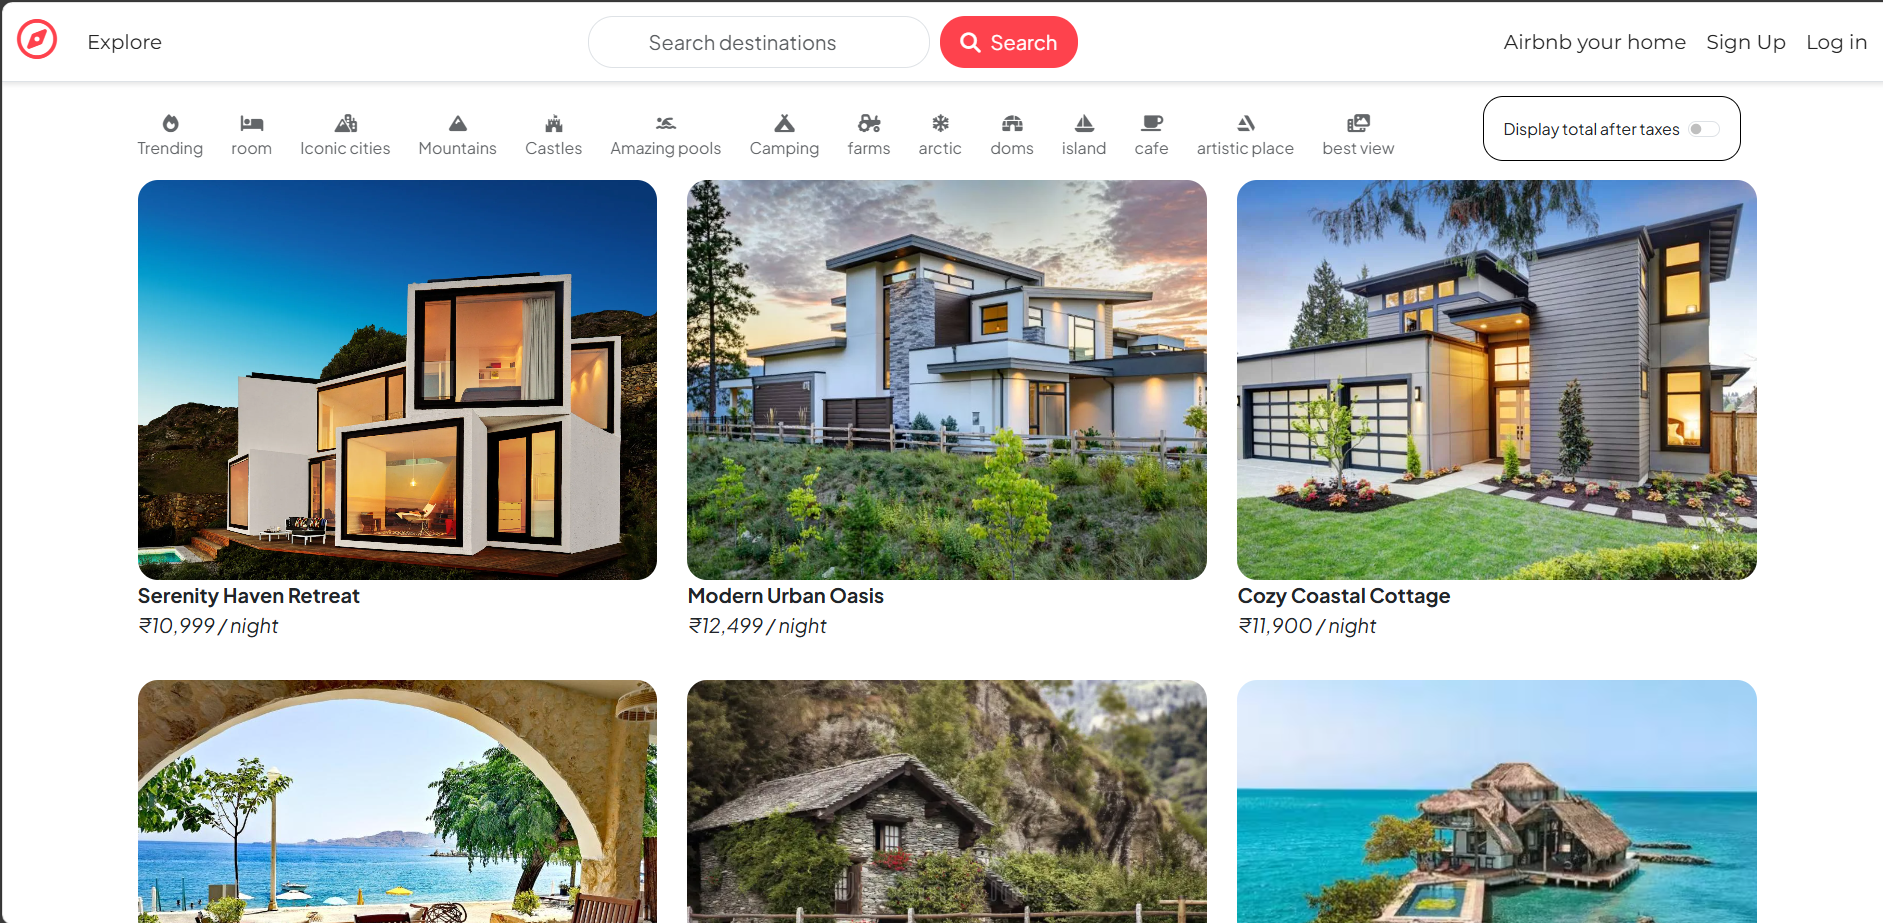 Explore
Search destinations
Search
Airbnb your home
Sign Up
Log in
Trending
room
Iconic cities
Mountains
Castles
Amazing pools
Camping
farms
arctic
doms
island
cafe
artistic place
best view
Display total after taxes
Serenity Haven Retreat
₹10,999 / night
Modern Urban Oasis
₹12,499 / night
Cozy Coastal Cottage
₹11,900 / night